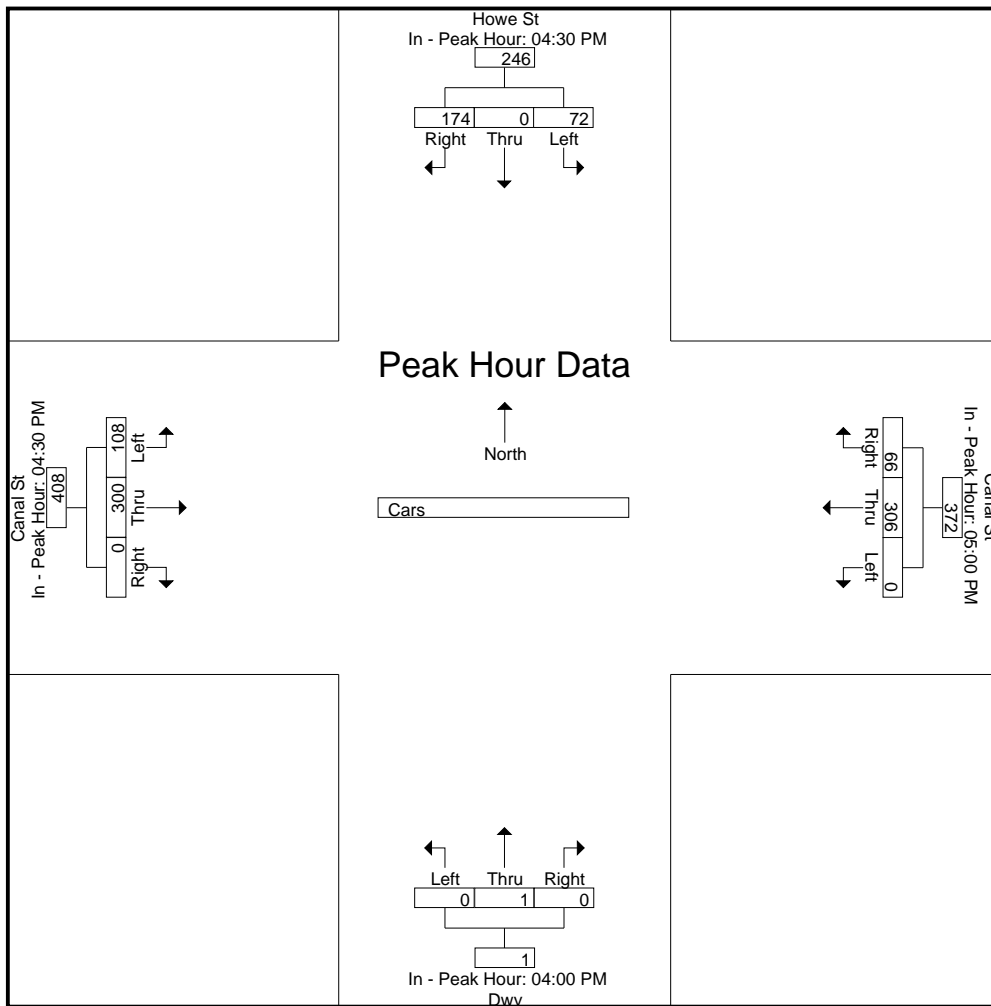 Howe St
In - Peak Hour: 04:30 PM
246
174 0 72
Right Thru Left
Peak Hour Data
North
Cars
Canal St
In - Peak Hour: 04:30 PM
408
108 300 0
Left Thru Right
Canal St
In - Peak Hour: 05:00 PM
372
66 306 0
Right Thru Left
Left Thru Right
0 1 0
1
In - Peak Hour: 04:00 PM
Dwy